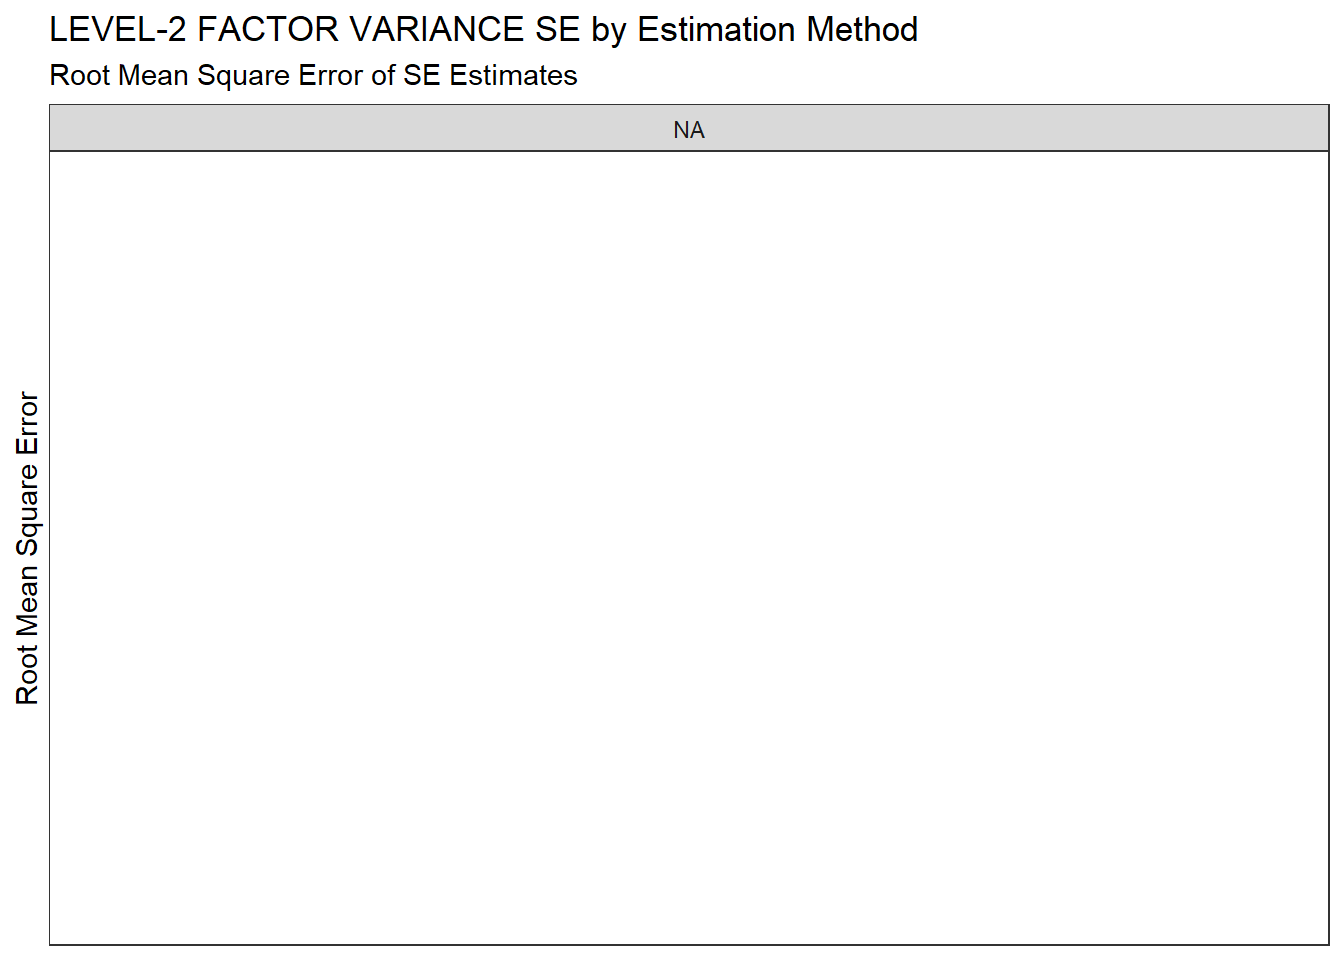 LEVEL-2 FACTOR VARIANCE SE by Estimation Method
Root Mean Square Error of SE Estimates
NA
Root Mean Square Error